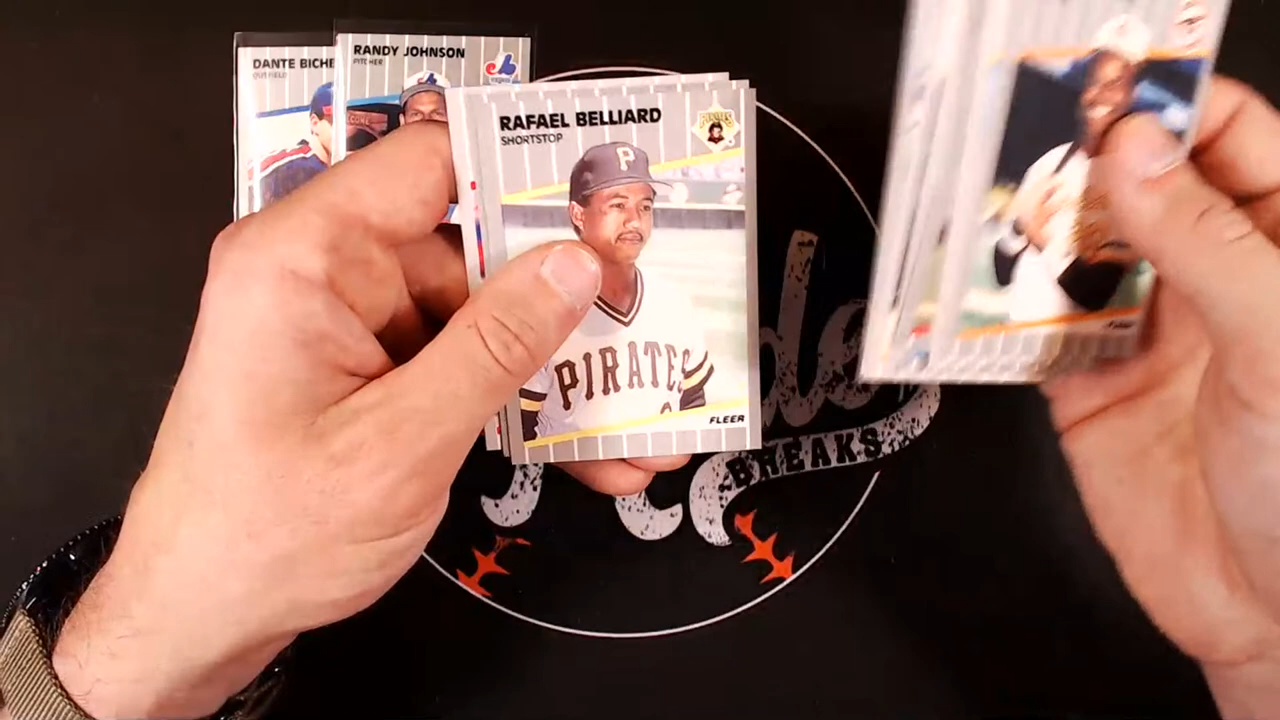 DANTE BICHE
OUTFIELD
RANDY JOHNSON
PITCHER
RAFAEL BELLIARD
SHORTSTOP
P
PIRATES
FLEER
BREAKS